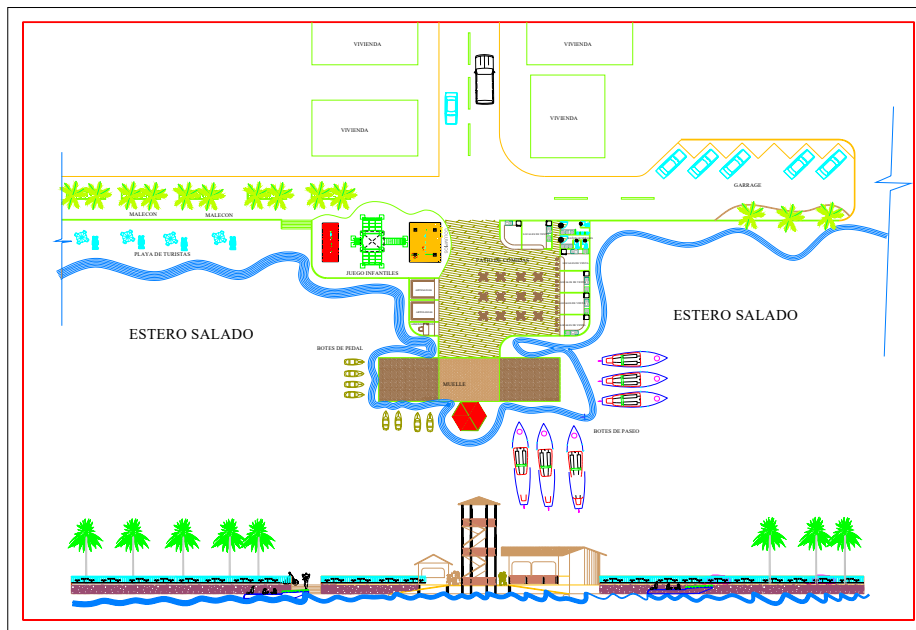 VIVIENDA
VIVIENDA
VIVIENDA
VIVIENDA
GARRAGE
MALECON
MALECON
PLAYA DE TURISTAS
JUEGO INFANTILES
PATIO DE COMIDAS
ESTERO SALADO
ESTERO SALADO
BOTES DE PEDAL
MUELLE
BOTES DE PASEO